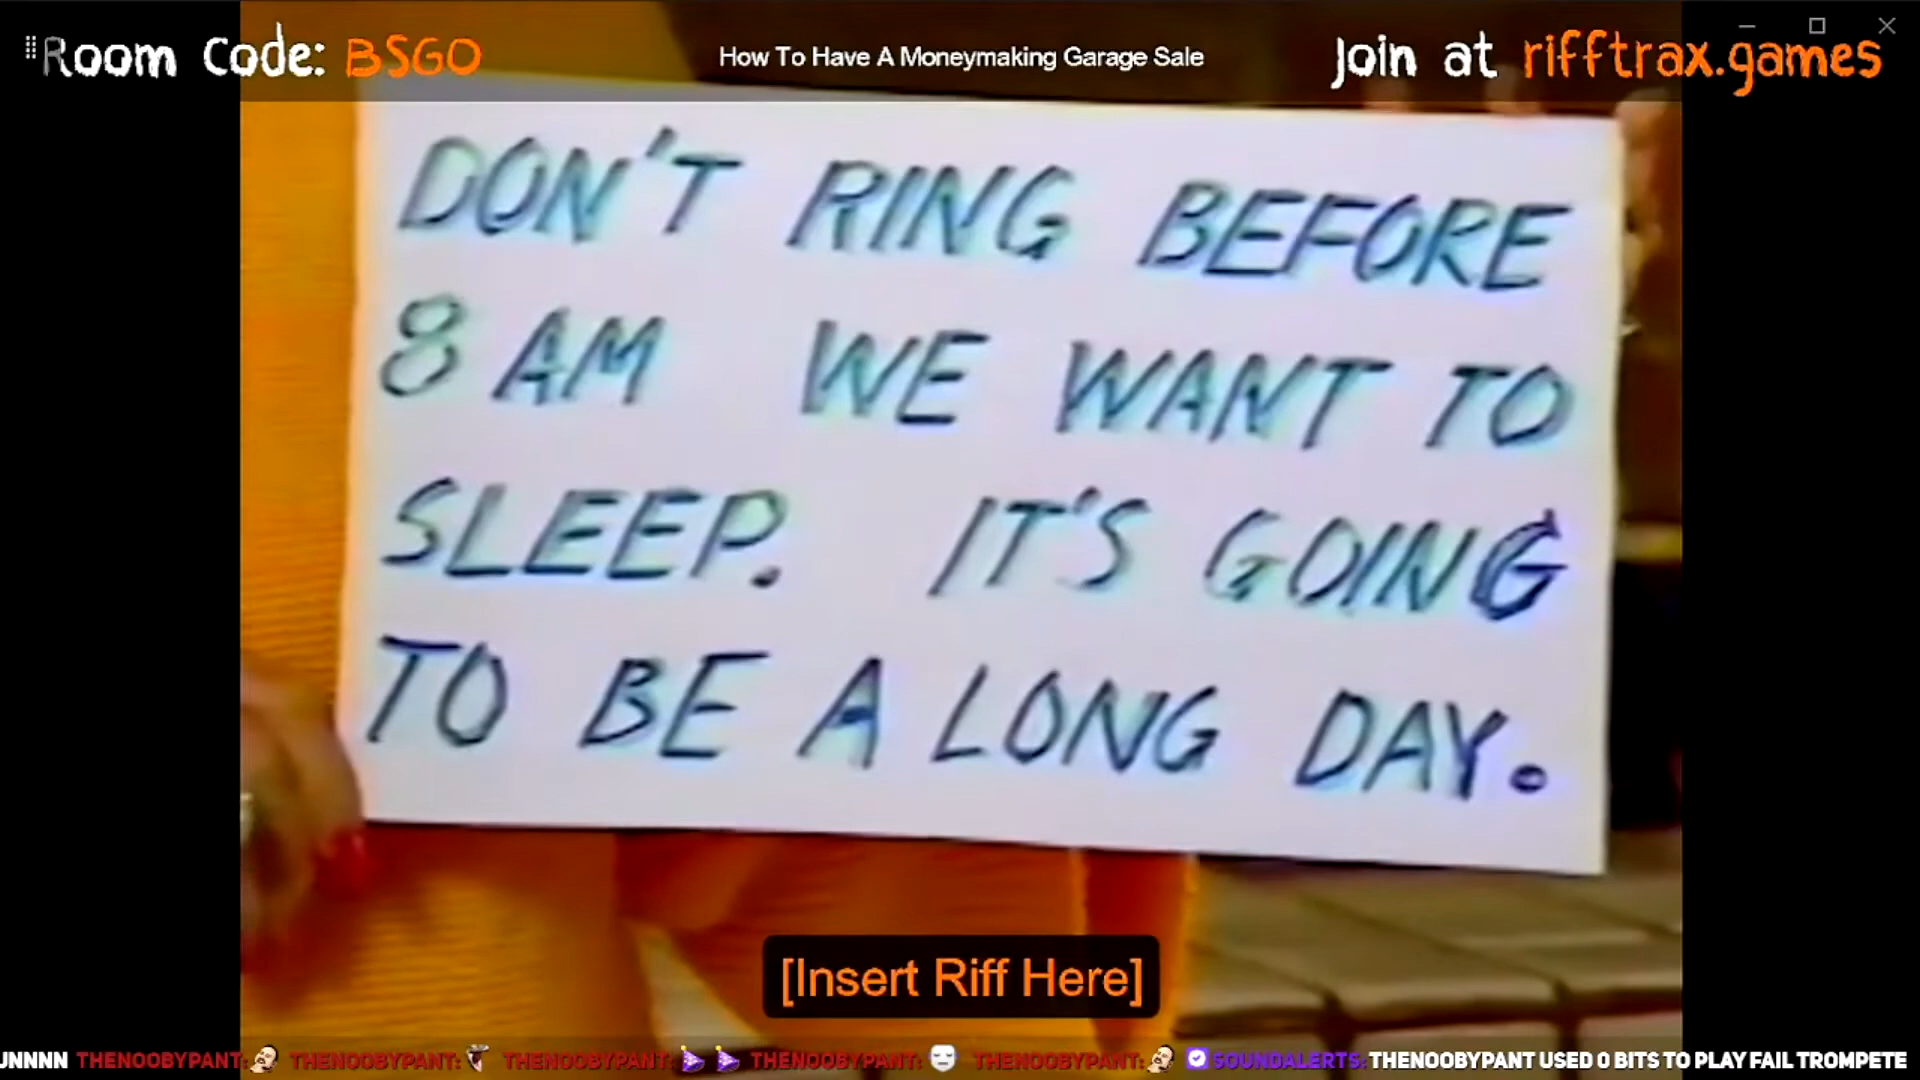 Room Code: BSGO
How To Have A Moneymaking Garage Sale
Join at rifftrax.games
DON'T RING BEFORE
8 AM WE WANT TO
SLEEP. IT'S GOING
TO BE A LONG DAY.
[Insert Riff Here]
JNNNN THENOOBYPANT: THENOOBYPANT: THENOOBYPANT: THENOOBYPANT: THENOOBYPANT: SOUNDALERTS: THENOOBYPANT USED 0 BITS TO PLAY FAIL TROMPETE